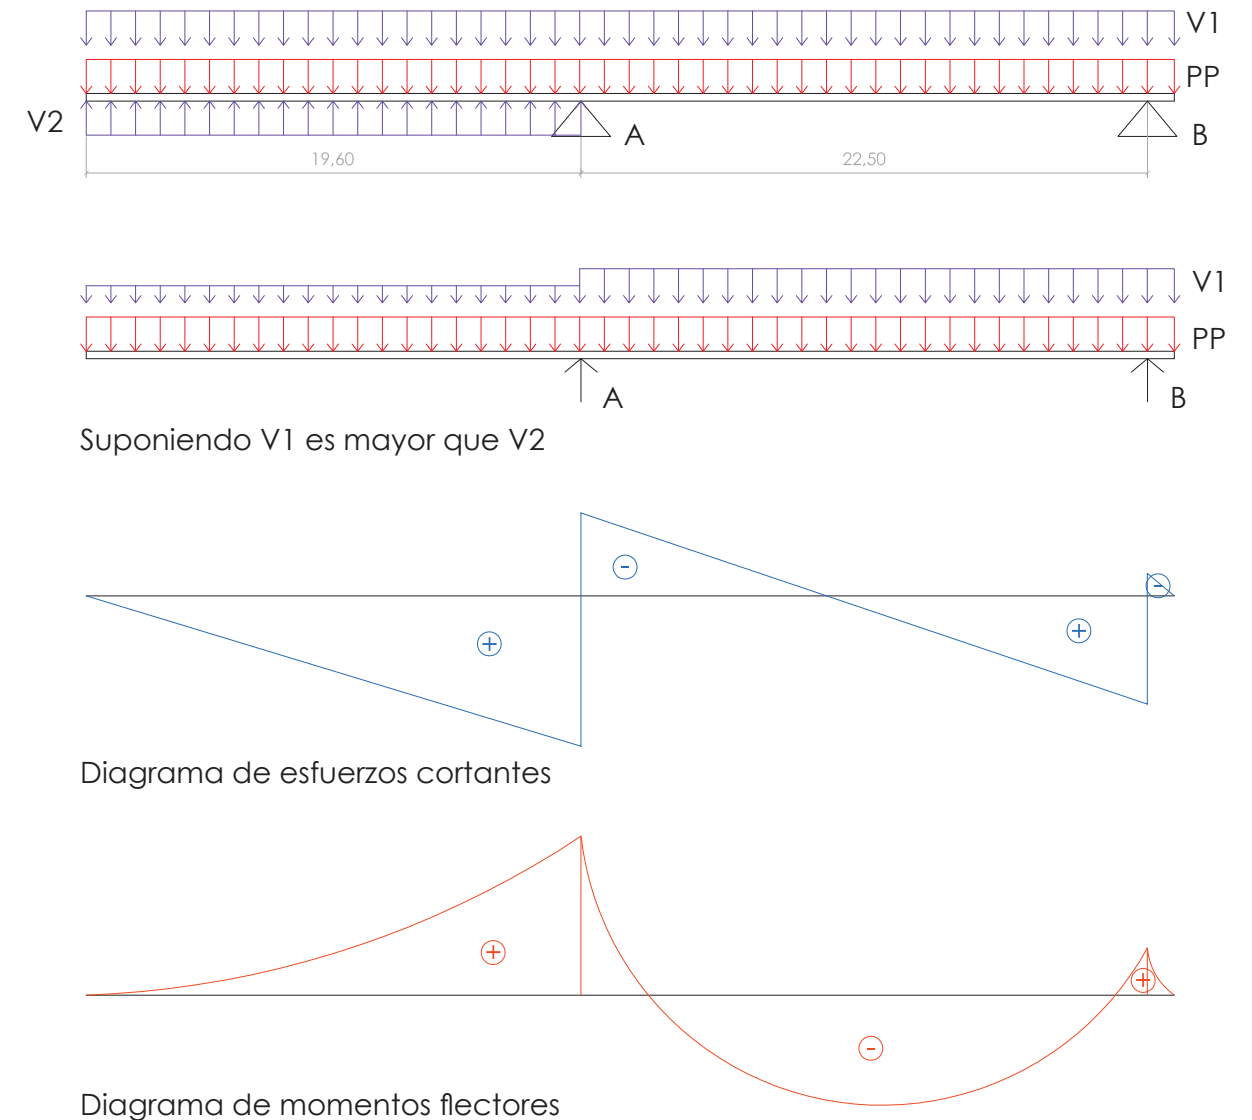 V1
PP
V2
A
B
19,60
22,50
V1
PP
A
B
Suponiendo V1 es mayor que V2
-
-
+
+
Diagrama de esfuerzos cortantes
+
+
-
Diagrama de momentos flectores